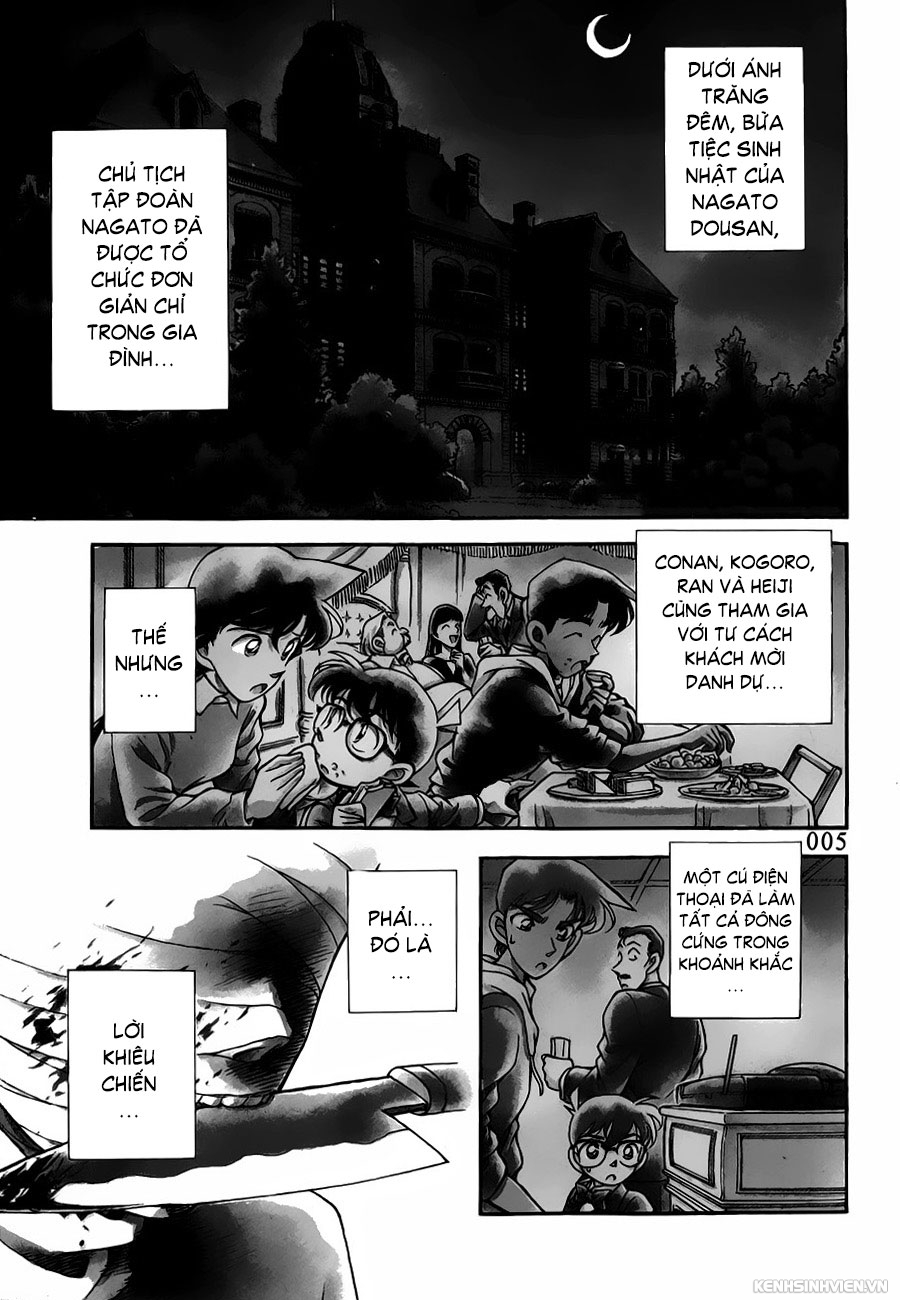 DƯỚI ÁNH
TRĂNG
ĐÊM, BỬA
TIỆC SINH
NHẬT CỦA
NAGATO
DOUSAN,
CHỦ TỊCH
TẬP ĐOÀN
NAGATO ĐÃ
ĐƯỢC TỔ
CHỨC ĐƠN
GIẢN CHỈ
TRONG GIA
ĐÌNH...
CONAN, KOGORO,
RAN VÀ HEIJI
CŨNG THAM GIA
VỚI TƯ CÁCH
KHÁCH MỜI
DANH DỰ...
THẾ
NHƯNG
...
005
MỘT CÚ ĐIỆN
THOẠI ĐÃ LÀM
TẤT CẢ ĐÔNG
CỨNG TRONG
KHOẢNH KHẮC
...
PHẢI...
ĐÓ LÀ
...
LỜI
KHIÊU
CHIẾN
...
KENHSINHVIEN.VN